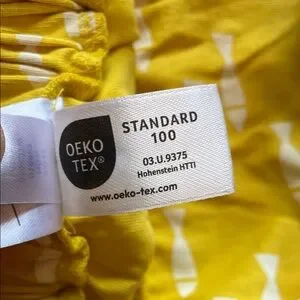 OEKO
TEX®
STANDARD
100
03.U.9375
Hohenstein HTTI
www.oeko-tex.com